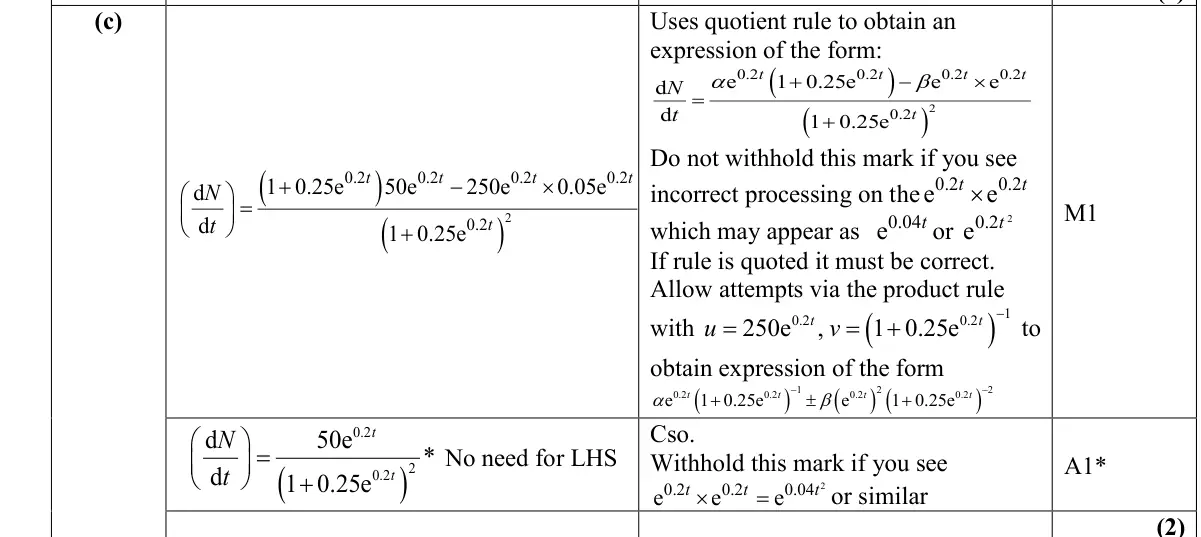 (c)
(dN/dt) = ((1+0.25e^0.2t)50e^0.2t − 250e^0.2t × 0.05e^0.2t) / (1+0.25e^0.2t)^2
Uses quotient rule to obtain an
expression of the form:
dN/dt = (αe^0.2t(1+0.25e^0.2t) − βe^0.2t × e^0.2t) / (1+0.25e^0.2t)^2
Do not withhold this mark if you see
incorrect processing on the e^0.2t × e^0.2t
which may appear as e^0.04t or e^0.2t^2
If rule is quoted it must be correct.
Allow attempts via the product rule
with u = 250e^0.2t, v = (1+0.25e^0.2t)^−1 to
obtain expression of the form
αe^0.2t(1+0.25e^0.2t)^−1 ± β(e^0.2t)^2(1+0.25e^0.2t)^−2
M1
(dN/dt) = 50e^0.2t / (1+0.25e^0.2t)^2 * No need for LHS
Cso.
Withhold this mark if you see
e^0.2t × e^0.2t = e^0.04t^2 or similar
A1*
(2)